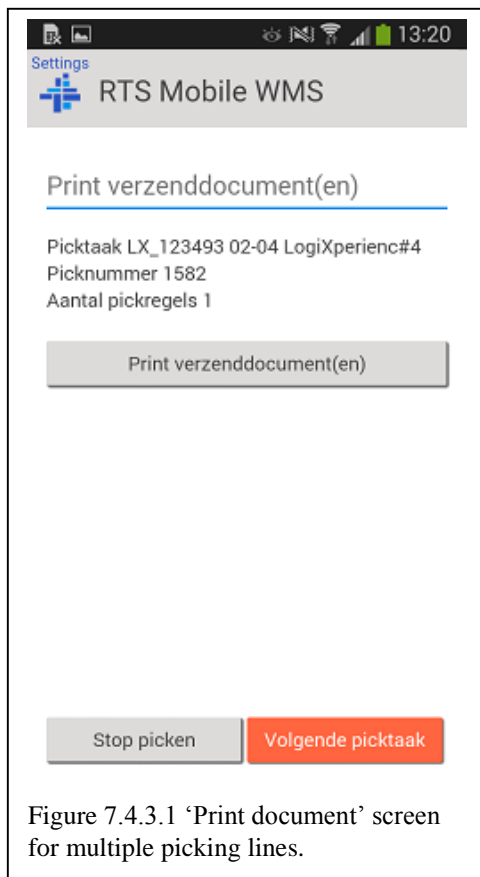 13:20
Settings
RTS Mobile WMS
Print verzenddocument(en)
Picktaak LX_123493 02-04 LogiXperienc#4
Picknummer 1582
Aantal pickregels 1
Print verzenddocument(en)
Stop picken
Volgende picktaak
Figure 7.4.3.1 ‘Print document’ screen
for multiple picking lines.